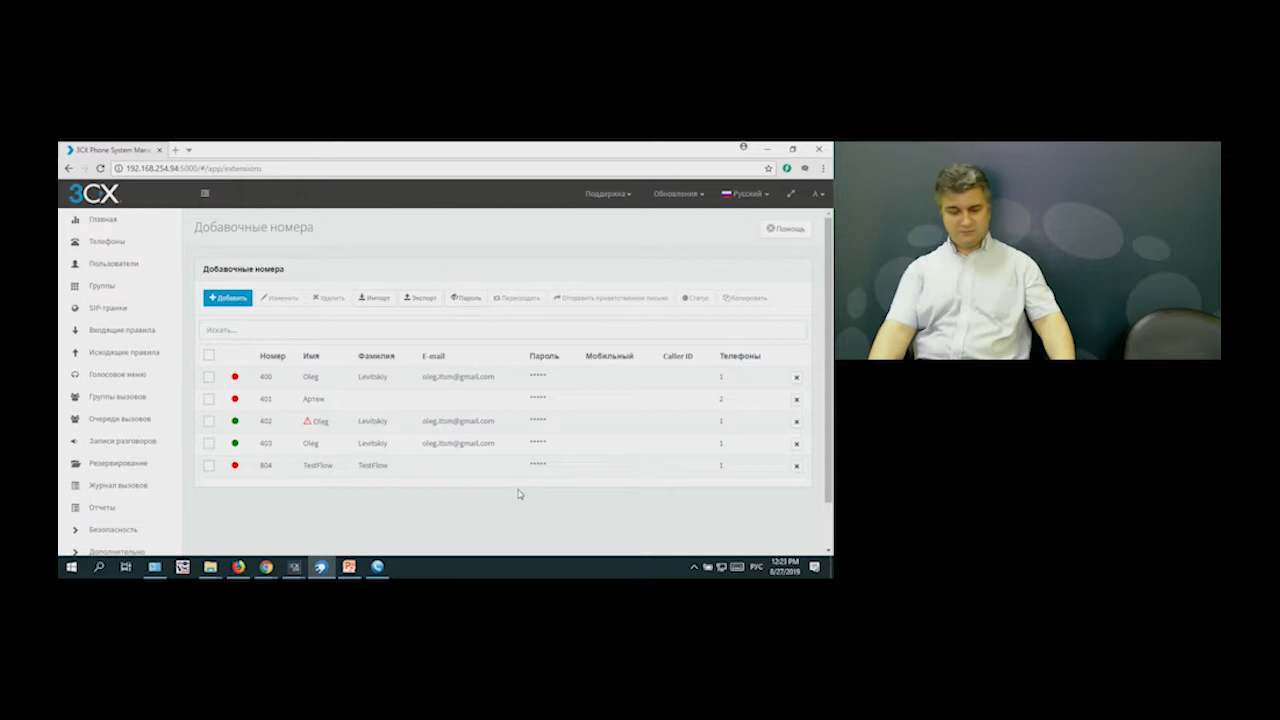 3CX Phone System Mana
192.168.254.94:5000/#/app/extensions
3CX
Поддержка
Обновления
Русский
A
Главная
Телефоны
Пользователи
Группы
SIP-транки
Входящие правила
Исходящие правила
Голосовое меню
Группы вызовов
Очереди вызовов
Записи разговоров
Резервирование
Журнал вызовов
Отчеты
Безопасность
Дополнительно
Добавочные номера
Помощь
Добавочные номера
Добавить Изменить Удалить Импорт Экспорт Пароль Перезагр Отправить приветственное письмо Статус Копировать
Искать...
Номер Имя Фамилия E-mail Пароль Мобильный Caller ID Телефоны
400 Oleg Levitskiy oleg.itsm@gmail.com ***** 1
401 Артем ***** 2
402 Oleg Levitskiy oleg.itsm@gmail.com ***** 1
403 Oleg Levitskiy oleg.itsm@gmail.com ***** 1
804 TestFlow TestFlow ***** 1
РУС
12:23 PM
8/27/2019